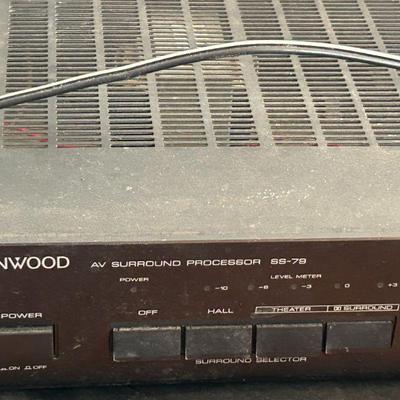 NWOOD AV SURROUND PROCESSOR SS-79
POWER LEVEL METER
-10 -6 -3 0 +3
POWER OFF HALL THEATER DD SURROUND
ON OFF
SURROUND SELECTOR